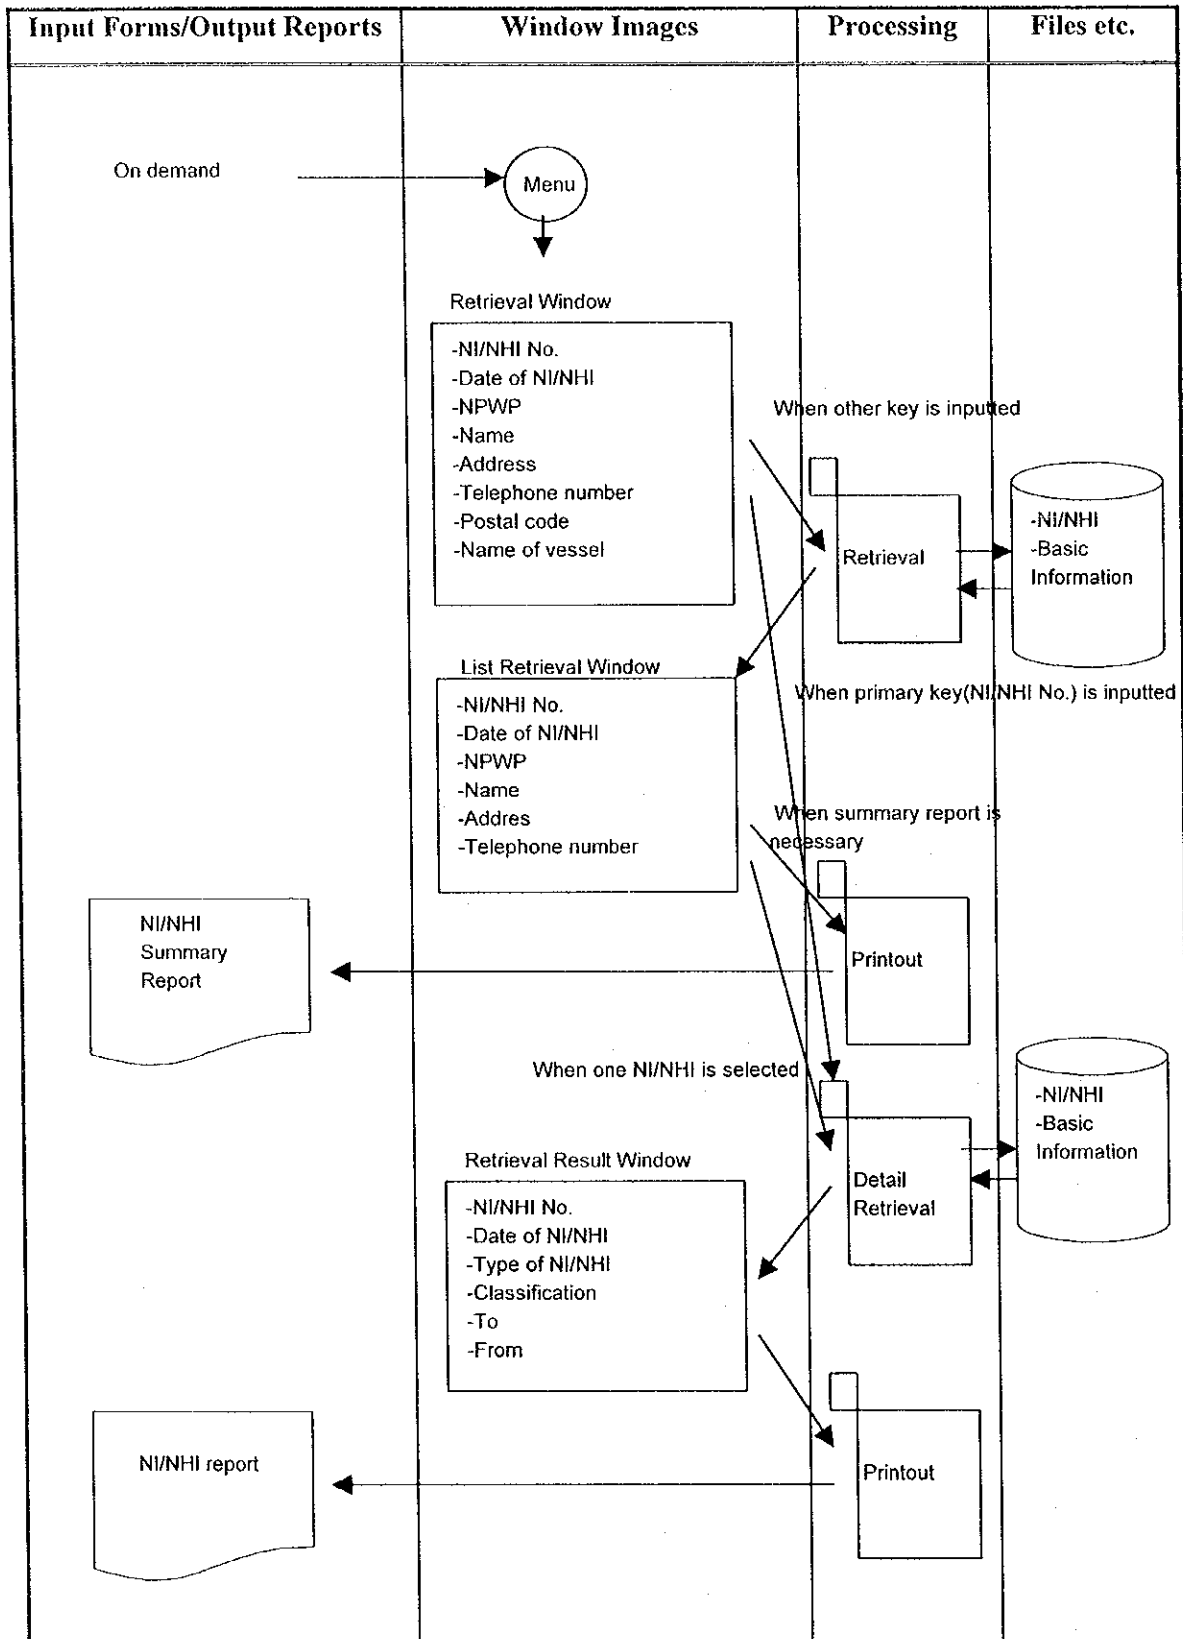 Input Forms/Output Reports
Window Images
Processing
Files etc.
On demand
Menu
Retrieval Window
-NI/NHI No.
-Date of NI/NHI
-NPWP
-Name
-Address
-Telephone number
-Postal code
-Name of vessel
When other key is inputted
Retrieval
-NI/NHI
-Basic
Information
List Retrieval Window
-NI/NHI No.
-Date of NI/NHI
-NPWP
-Name
-Addres
-Telephone number
When primary key(NI/NHI No.) is inputted
When summary report is
necessary
NI/NHI
Summary
Report
Printout
When one NI/NHI is selected
-NI/NHI
-Basic
Information
Detail
Retrieval
Retrieval Result Window
-NI/NHI No.
-Date of NI/NHI
-Type of NI/NHI
-Classification
-To
-From
NI/NHI report
Printout